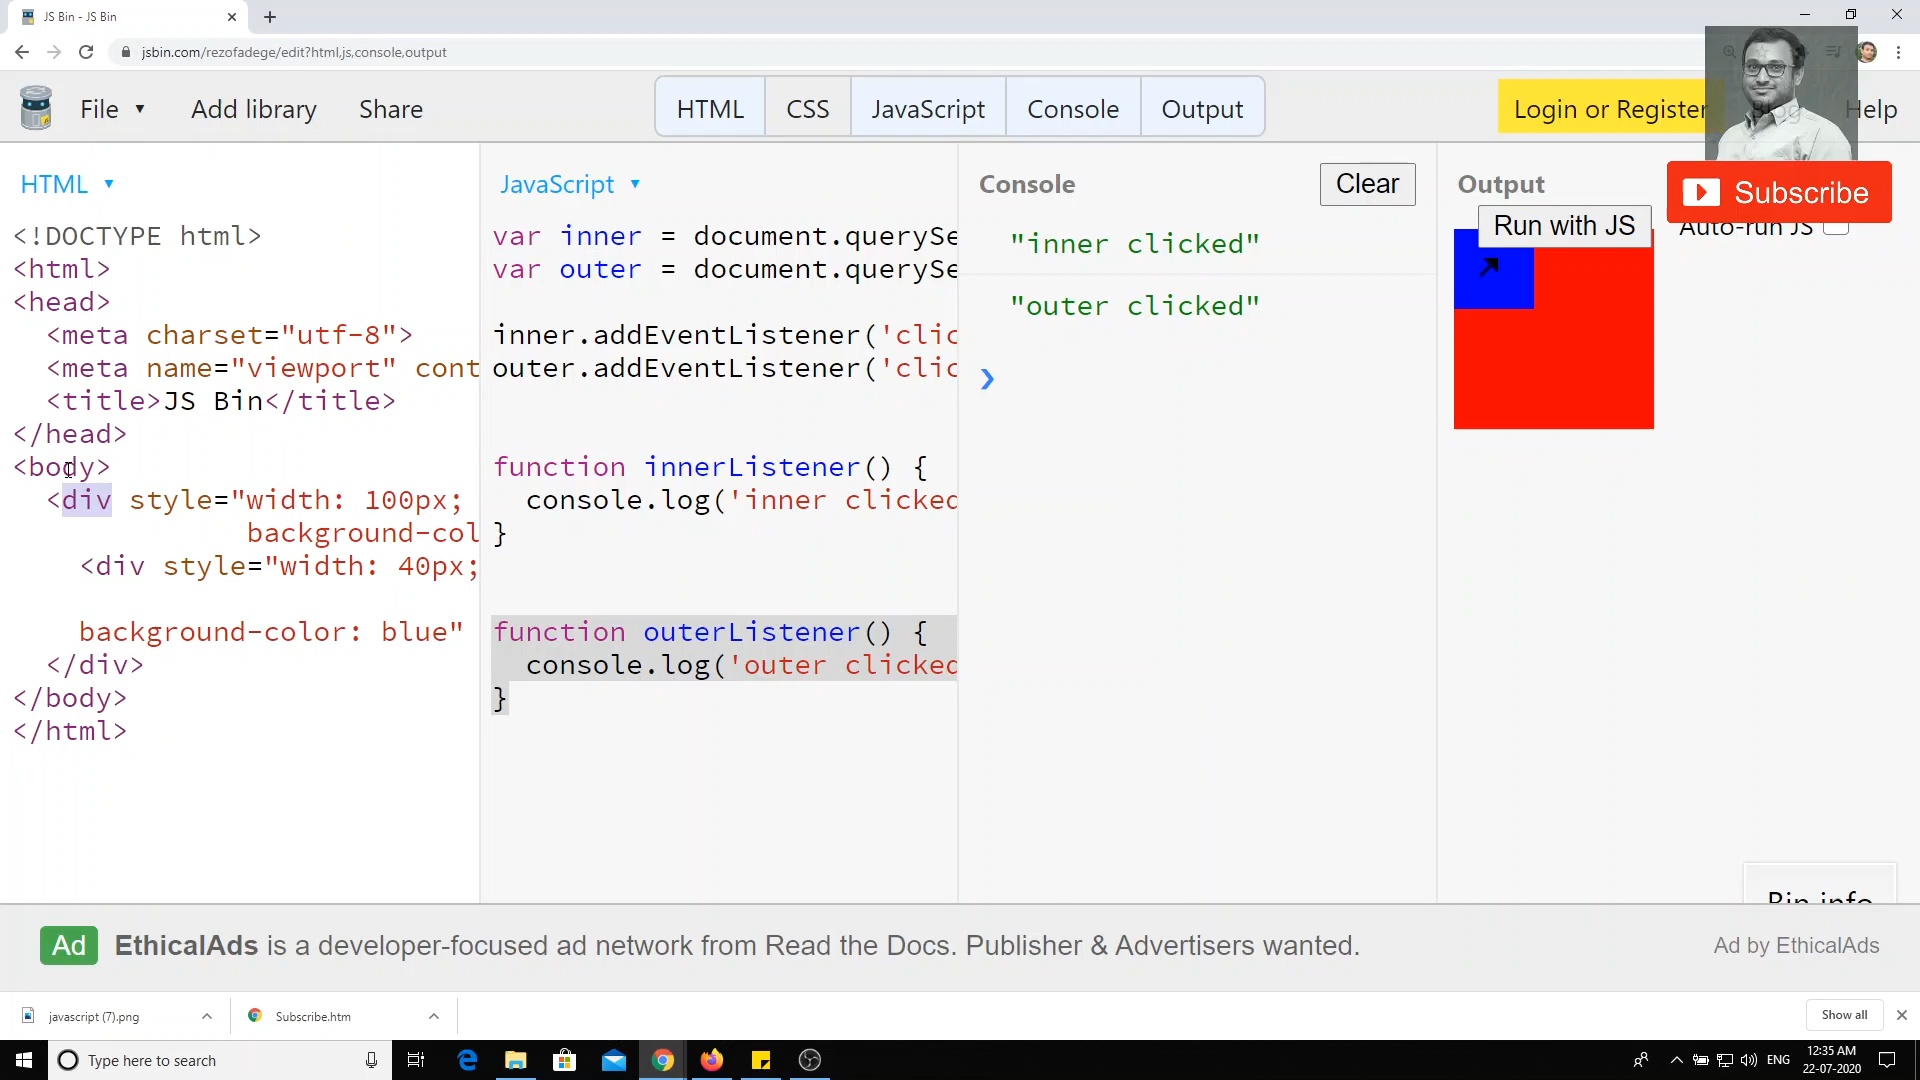 JS Bin - JS Bin
jsbin.com/rezofadege/edit?html,js,console,output
File
Add library
Share
HTML
CSS
JavaScript
Console
Output
Login or Register
Blog
Help
HTML
<!DOCTYPE html>
<html>
<head>
<meta charset="utf-8">
<meta name="viewport" cont
<title>JS Bin</title>
</head>
<body>
<div style="width: 100px;
background-col
<div style="width: 40px;
background-color: blue"
</div>
</body>
</html>
JavaScript
var inner = document.querySe
var outer = document.querySe
inner.addEventListener('clic
outer.addEventListener('clic
function innerListener() {
console.log('inner clicked
}
function outerListener() {
console.log('outer clicked
}
Console
Clear
"inner clicked"
"outer clicked"
Output
Run with JS
Auto-run JS
Subscribe
Bin info
Ad
EthicalAds is a developer-focused ad network from Read the Docs. Publisher & Advertisers wanted.
Ad by EthicalAds
javascript (7).png
Subscribe.htm
Show all
Type here to search
ENG
12:35 AM
22-07-2020